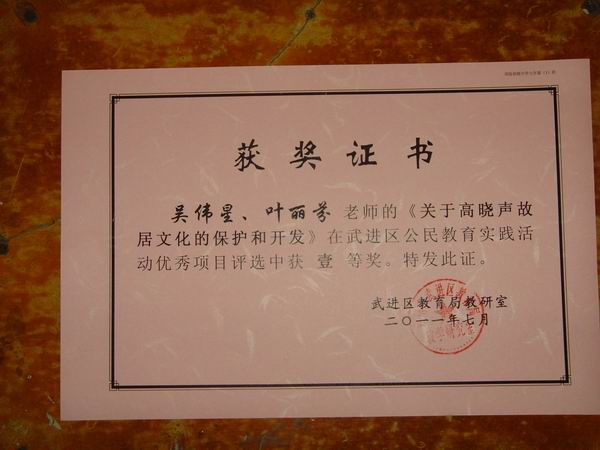 获奖证书
吴伟星、叶丽芬 老师的《关于高晓声故
居文化的保护和开发》在武进区公民教育实践活
动优秀项目评选中获 壹 等奖。特发此证。
武进区教育局教研室
二〇一一年七月